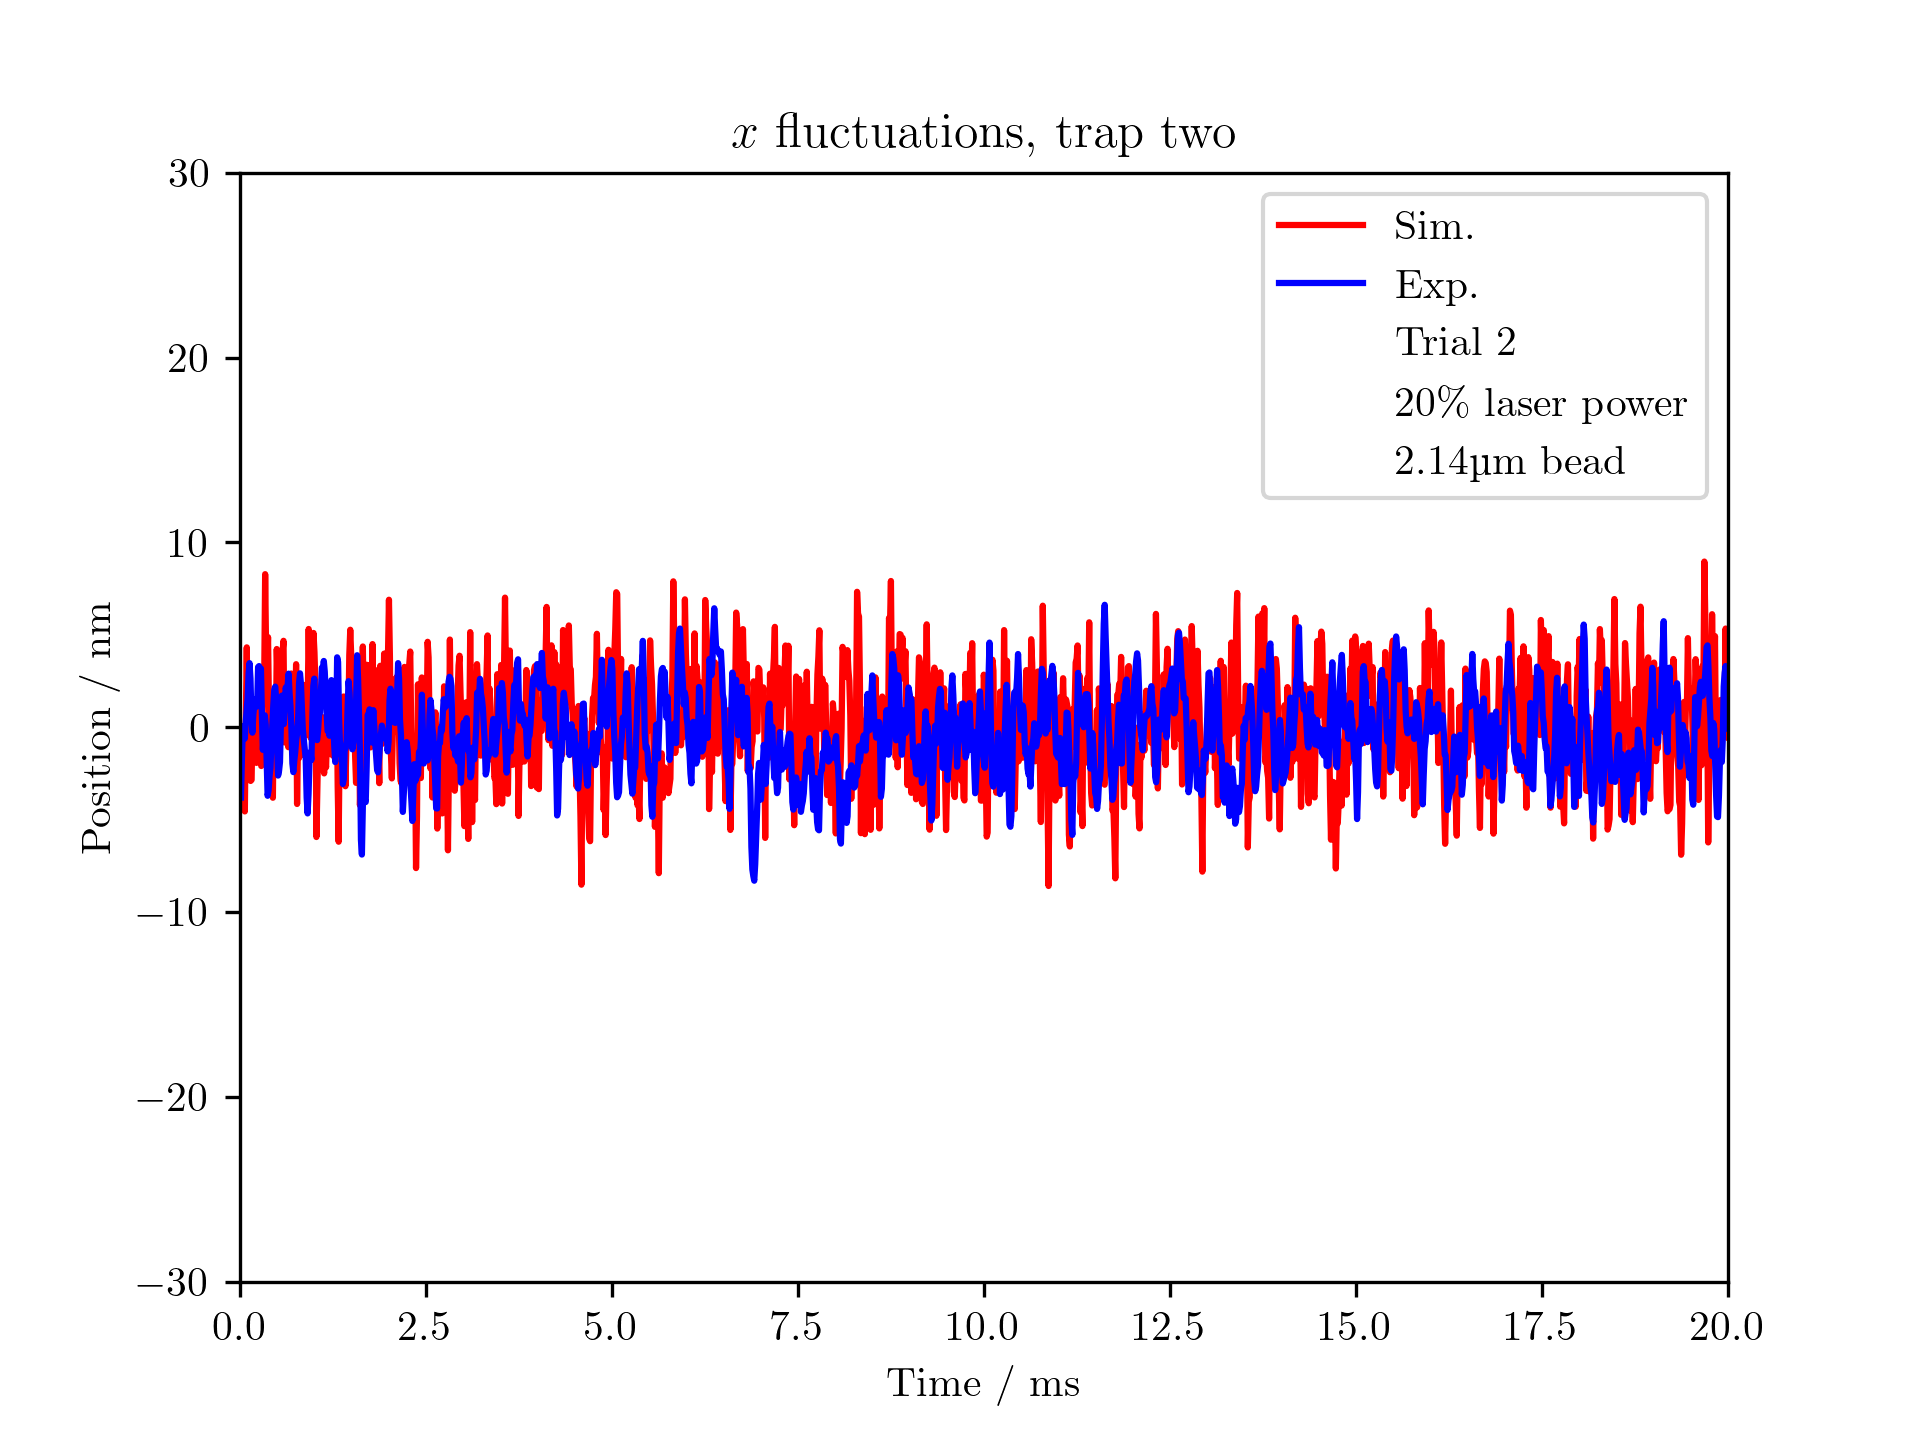 x fluctuations, trap two
Sim.
Exp.
Trial 2
20% laser power
2.14µm bead
Position / nm
30
20
10
0
−10
−20
−30
0.0 2.5 5.0 7.5 10.0 12.5 15.0 17.5 20.0
Time / ms